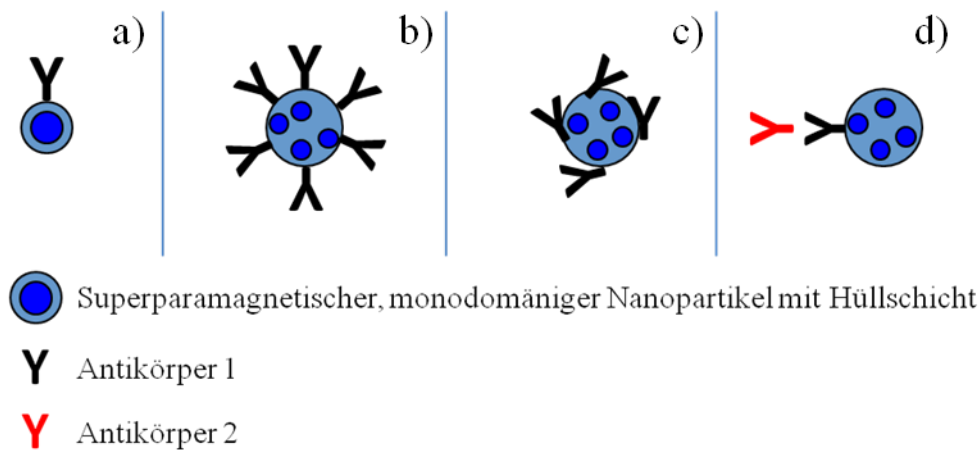 a)
b)
c)
d)
Superparamagnetischer, monodomäniger Nanopartikel mit Hüllschicht
Antikörper 1
Antikörper 2